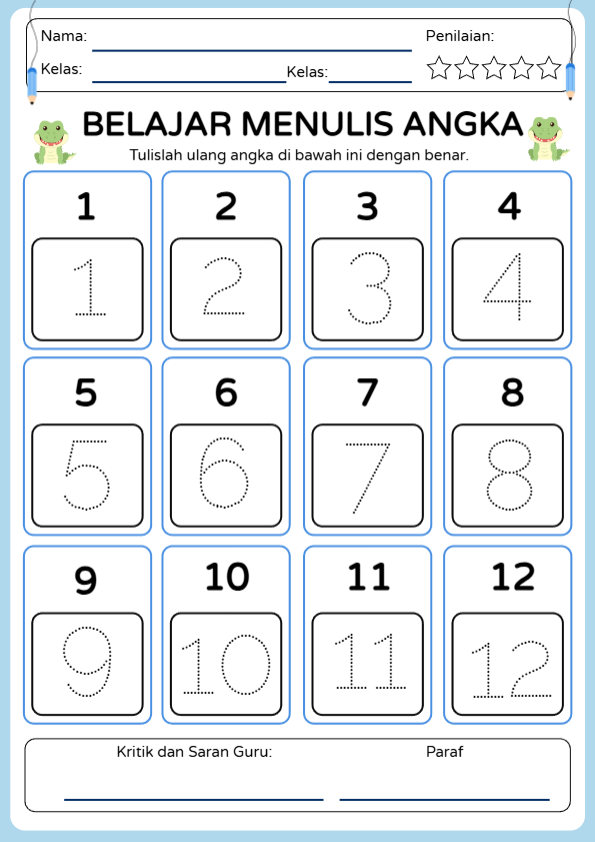 Nama: Penilaian:
Kelas: Kelas:
BELAJAR MENULIS ANGKA
Tulislah ulang angka di bawah ini dengan benar.
1 2 3 4
1 2 3 4
5 6 7 8
5 6 7 8
9 10 11 12
9 10 11 12
Kritik dan Saran Guru: Paraf